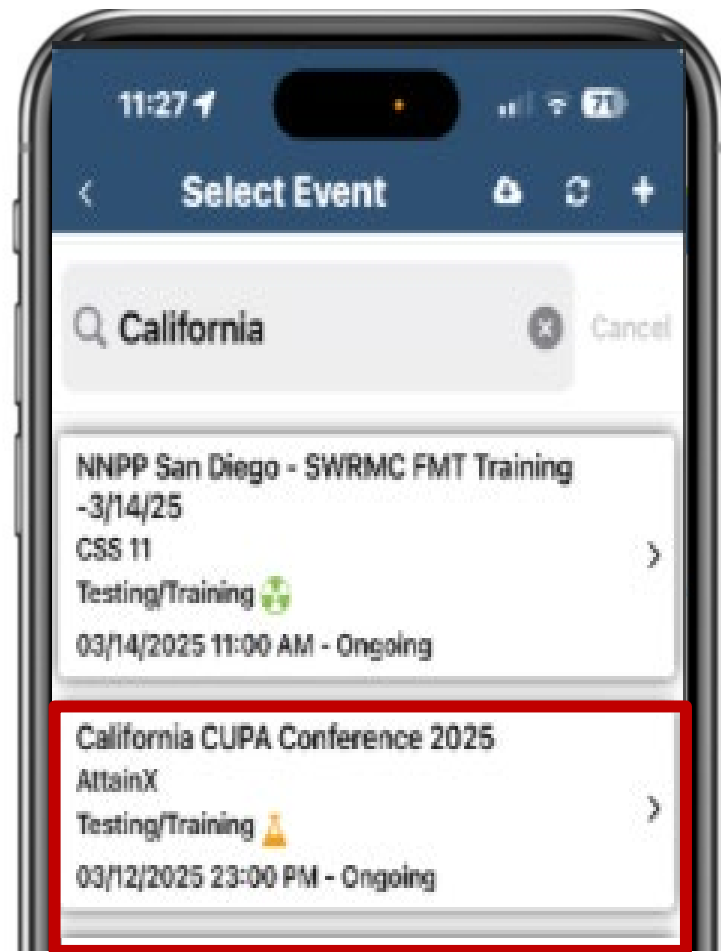 11:27
71
Select Event
California
Cancel
NNPP San Diego - SWRMC FMT Training
-3/14/25
CSS 11
Testing/Training
03/14/2025 11:00 AM - Ongoing
California CUPA Conference 2025
AttainX
Testing/Training
03/12/2025 23:00 PM - Ongoing